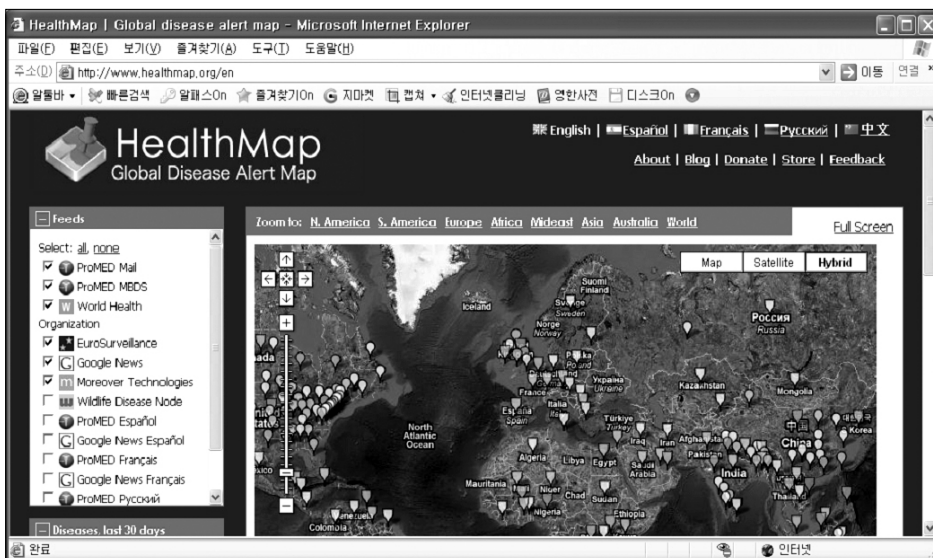 HealthMap | Global disease alert map - Microsoft Internet Explorer
파일(F) 편집(E) 보기(V) 즐겨찾기(A) 도구(T) 도움말(H)
주소(D) http://www.healthmap.org/en 이동 연결 »
알툴바 빠른검색 알패스On 즐겨찾기On 지마켓 캡쳐 인터넷클리닝 영한사전 디스크On
English | Español | Français | Русский | 中文
HealthMap
Global Disease Alert Map
About | Blog | Donate | Store | Feedback
Feeds
Select: all, none
ProMED Mail
ProMED MBDS
World Health
Organization
EuroSurveillance
Google News
Moreover Technologies
Wildlife Disease Node
ProMED Español
Google News Español
ProMED Français
Google News Français
ProMED Русский
Diseases, last 30 days
Zoom to: N. America S. America Europe Africa Mideast Asia Australia World
Full Screen
Map Satellite Hybrid
Suomi
Finland
Iceland
Sverige
Sweden
Norge
Norway
Россия
Russia
Polska
Poland
Україна
Ukraine
France
Kazakhstan
Mongolia
España
Spain
Italia
Türkiye
Turkey
中国
China
Korea
North
Atlantic
Ocean
Iraq
Iran
Afghanistan
Pakistan
Algeria
Libya
Egypt
Saudi
Arabia
India
Mauritania
Niger
Chad
Sudan
Thailand
Nigeria
Ethiopia
Venezuela
Colombia
완료 인터넷